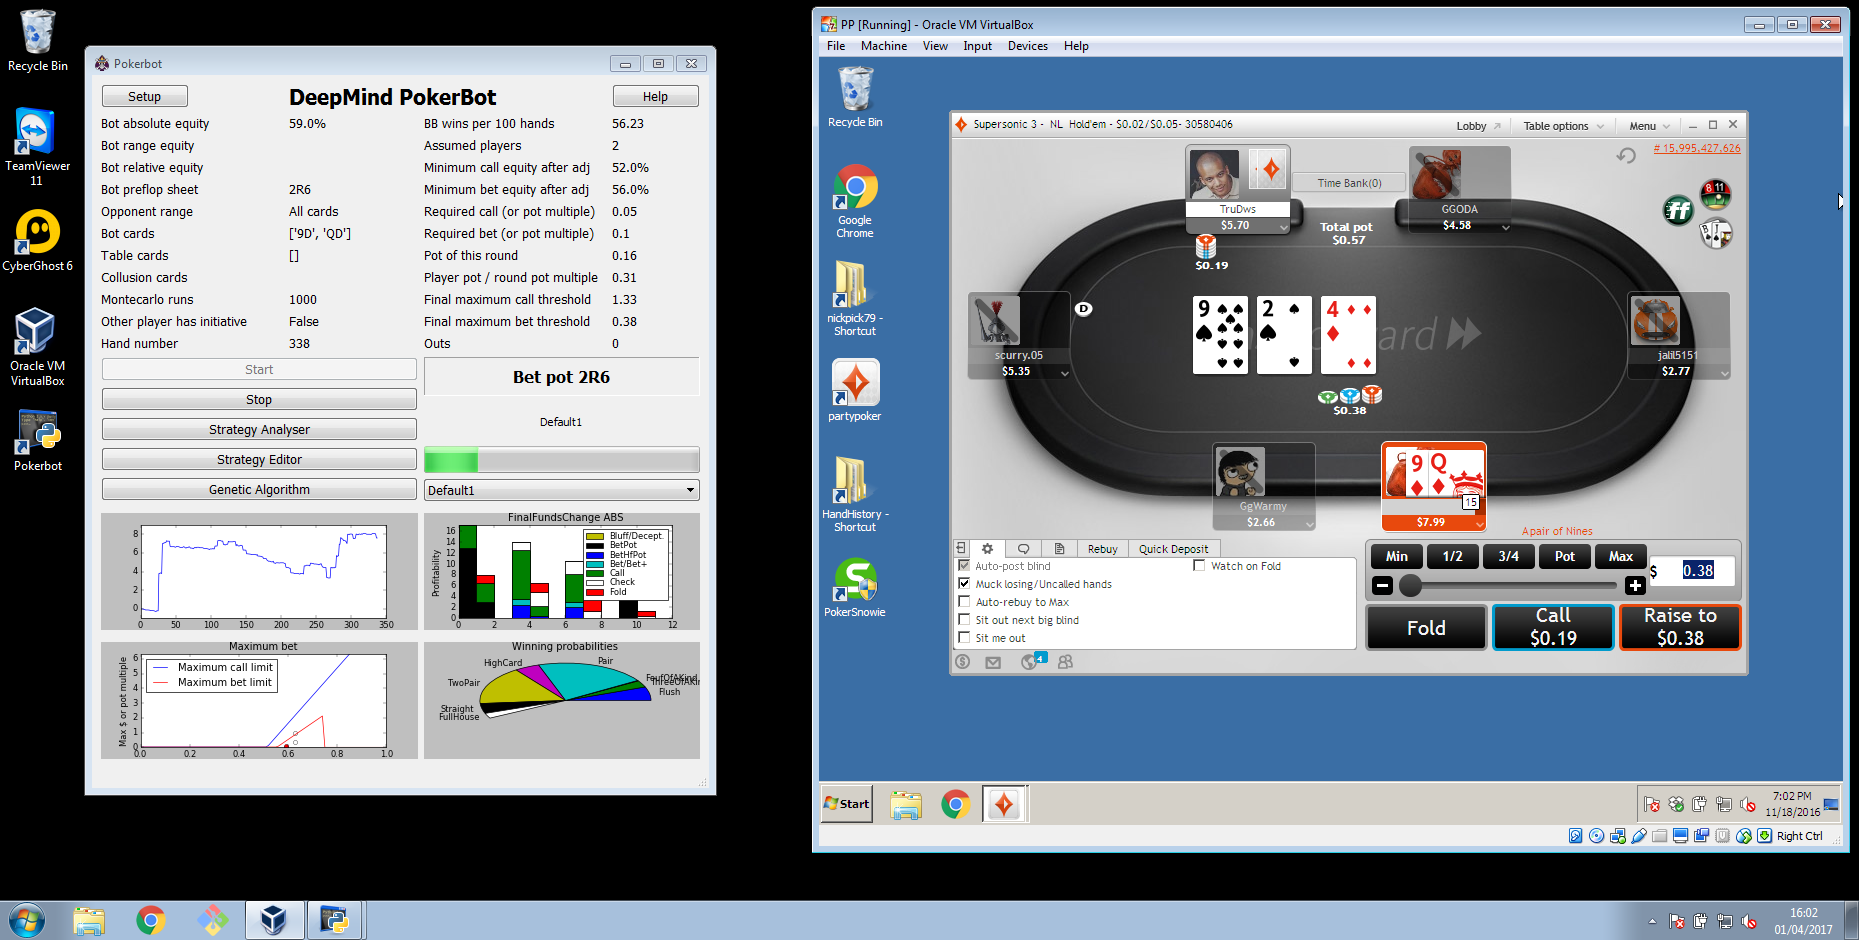 Recycle Bin
TeamViewer
11
CyberGhost 6
Oracle VM
VirtualBox
Pokerbot
Pokerbot
Setup
DeepMind PokerBot
Help
Bot absolute equity 59.0% BB wins per 100 hands 56.23
Bot range equity Assumed players 2
Bot relative equity Minimum call equity after adj 52.0%
Bot preflop sheet 2R6 Minimum bet equity after adj 56.0%
Opponent range All cards Required call (or pot multiple) 0.05
Bot cards ['9D', 'QD'] Required bet (or pot multiple) 0.1
Table cards [] Pot of this round 0.16
Collusion cards Player pot / round pot multiple 0.31
Montecarlo runs 1000 Final maximum call threshold 1.33
Other player has initiative False Final maximum bet threshold 0.38
Hand number 338 Outs 0
Start
Stop
Strategy Analyser
Strategy Editor
Genetic Algorithm
Bet pot 2R6
Default1
Default1
8
6
4
2
0
0 50 100 150 200 250 300 350
FinalFundsChange ABS
Profitability
16
14
12
10
8
6
4
2
0
0 2 4 6 8 10 12
Bluff/Decept.
BetPot
BetHfPot
Bet/Bet+
Call
Check
Fold
Maximum bet
Max $ or pot multiple
6
5
4
3
2
1
0
0.0 0.2 0.4 0.6 0.8 1.0
Maximum call limit
Maximum bet limit
Winning probabilities
HighCard
Pair
TwoPair
Flush
Straight
FullHouse
PP [Running] - Oracle VM VirtualBox
File Machine View Input Devices Help
Recycle Bin
Google
Chrome
nickpick79 -
Shortcut
partypoker
HandHistory -
Shortcut
PokerSnowie
Supersonic 3 - NL Hold'em - $0.02/$0.05- 30580406
Lobby Table options Menu
# 15,995,427,626
Time Bank(0)
TruDws
$5.70
GGODA
$4.58
Total pot
$0.57
$0.19
ff
8 11
D
scurry.05
$5.35
9 2 4
ward
jalil5151
$2.77
$0.38
GgWarmy
$2.66
9 Q
15
$7.99
A pair of Nines
Rebuy
Quick Deposit
Auto-post blind
Watch on Fold
Muck losing/Uncalled hands
Auto-rebuy to Max
Sit out next big blind
Sit me out
4
Min 1/2 3/4 Pot Max
$ 0.38
Fold
Call
$0.19
Raise to
$0.38
Start
7:02 PM
11/18/2016
Right Ctrl
16:02
01/04/2017